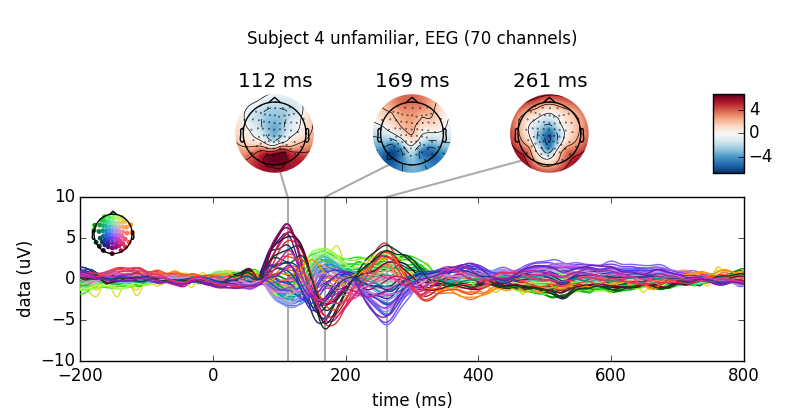 Subject 4 unfamiliar, EEG (70 channels)
112 ms 169 ms 261 ms
4
0
−4
10
5
0
−5
−10
data (uV)
−200 0 200 400 600 800
time (ms)